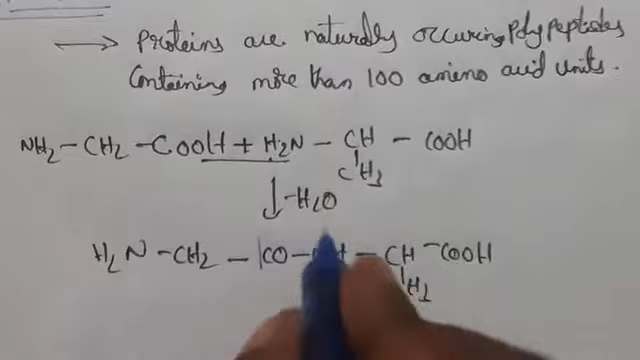 ⟷ Proteins are naturally occuring Polypeptides
Containing more than 100 amino acid units.
NH2 – CH2 – COOH + H2N – CH – COOH
CH3
↓ -H2O
H2N – CH2 – CO – – CH – COOH